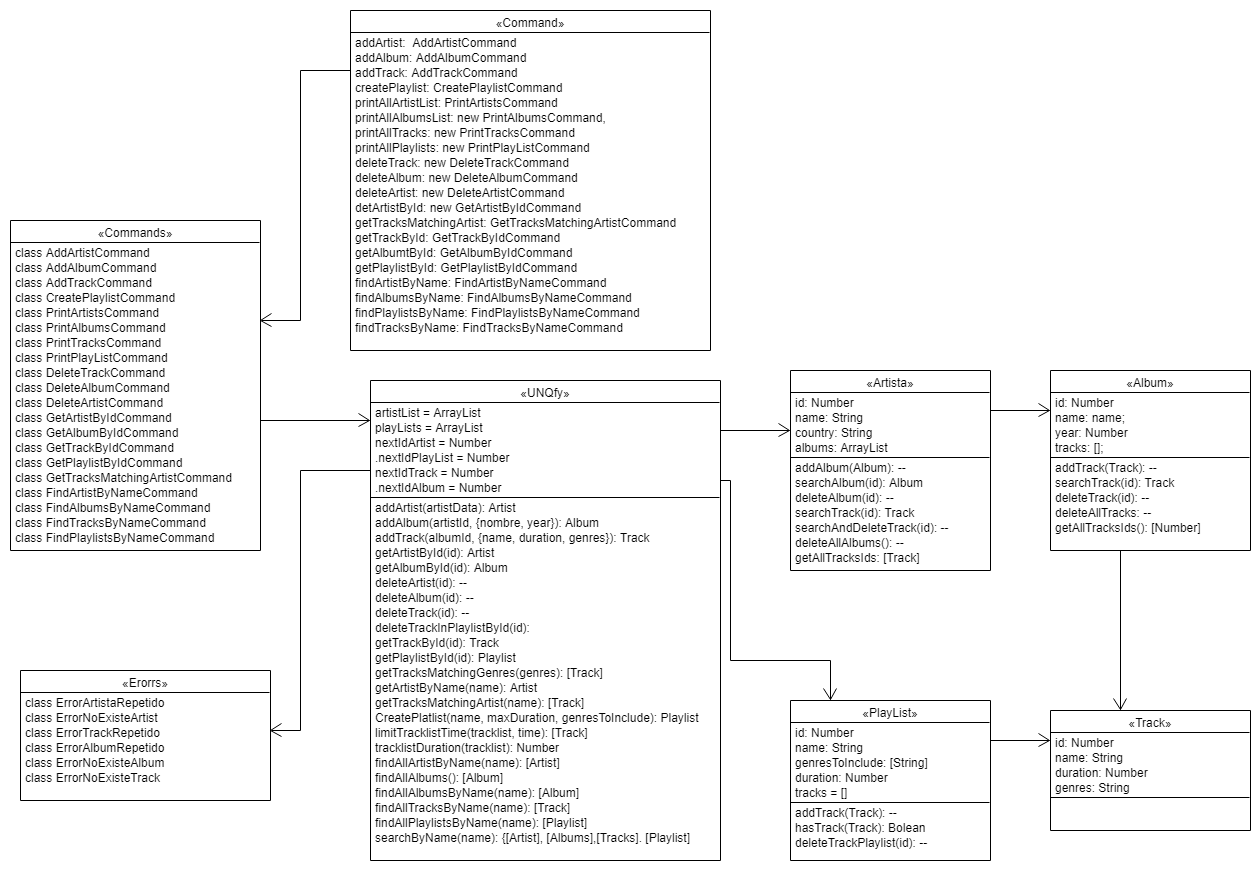 «Command»
addArtist:  AddArtistCommand
addAlbum: AddAlbumCommand
addTrack: AddTrackCommand
createPlaylist: CreatePlaylistCommand
printAllArtistList: PrintArtistsCommand
printAllAlbumsList: new PrintAlbumsCommand,
printAllTracks: new PrintTracksCommand
printAllPlaylists: new PrintPlayListCommand
deleteTrack: new DeleteTrackCommand
deleteAlbum: new DeleteAlbumCommand
deleteArtist: new DeleteArtistCommand
detArtistById: new GetArtistByIdCommand
getTracksMatchingArtist: GetTracksMatchingArtistCommand
getTrackById: GetTrackByIdCommand
getAlbumtById: GetAlbumByIdCommand
getPlaylistById: GetPlaylistByIdCommand
findArtistByName: FindArtistByNameCommand
findAlbumsByName: FindAlbumsByNameCommand
findPlaylistsByName: FindPlaylistsByNameCommand
findTracksByName: FindTracksByNameCommand
«Commands»
class AddArtistCommand
class AddAlbumCommand
class AddTrackCommand
class CreatePlaylistCommand
class PrintArtistsCommand
class PrintAlbumsCommand
class PrintTracksCommand
class PrintPlayListCommand
class DeleteTrackCommand
class DeleteAlbumCommand
class DeleteArtistCommand
class GetArtistByIdCommand
class GetAlbumByIdCommand
class GetTrackByIdCommand
class GetPlaylistByIdCommand
class GetTracksMatchingArtistCommand
class FindArtistByNameCommand
class FindAlbumsByNameCommand
class FindTracksByNameCommand
class FindPlaylistsByNameCommand
«UNQfy»
artistList = ArrayList
playLists = ArrayList
nextIdArtist = Number
.nextIdPlayList = Number
nextIdTrack = Number
.nextIdAlbum = Number
addArtist(artistData): Artist
addAlbum(artistId, {nombre, year}): Album
addTrack(albumId, {name, duration, genres}): Track
getArtistById(id): Artist
getAlbumById(id): Album
deleteArtist(id): --
deleteAlbum(id): --
deleteTrack(id): --
deleteTrackInPlaylistById(id):
getTrackById(id): Track
getPlaylistById(id): Playlist
getTracksMatchingGenres(genres): [Track]
getArtistByName(name): Artist
getTracksMatchingArtist(name): [Track]
CreatePlatlist(name, maxDuration, genresToInclude): Playlist
limitTracklistTime(tracklist, time): [Track]
tracklistDuration(tracklist): Number
findAllArtistByName(name): [Artist]
findAllAlbums(): [Album]
findAllAlbumsByName(name): [Album]
findAllTracksByName(name): [Track]
findAllPlaylistsByName(name): [Playlist]
searchByName(name): {[Artist], [Albums],[Tracks]. [Playlist]
«Artista»
id: Number
name: String
country: String
albums: ArrayList
addAlbum(Album): --
searchAlbum(id): Album
deleteAlbum(id): --
searchTrack(id): Track
searchAndDeleteTrack(id): --
deleteAllAlbums(): --
getAllTracksIds: [Track]
«Album»
id: Number
name: name;
year: Number
tracks: [];
addTrack(Track): --
searchTrack(id): Track
deleteTrack(id): --
deleteAllTracks: --
getAllTracksIds(): [Number]
«Erorrs»
class ErrorArtistaRepetido
class ErrorNoExisteArtist
class ErrorTrackRepetido
class ErrorAlbumRepetido
class ErrorNoExisteAlbum
class ErrorNoExisteTrack
«PlayList»
id: Number
name: String
genresToInclude: [String]
duration: Number
tracks = []
addTrack(Track): --
hasTrack(Track): Bolean
deleteTrackPlaylist(id): --
«Track»
id: Number
name: String
duration: Number
genres: String